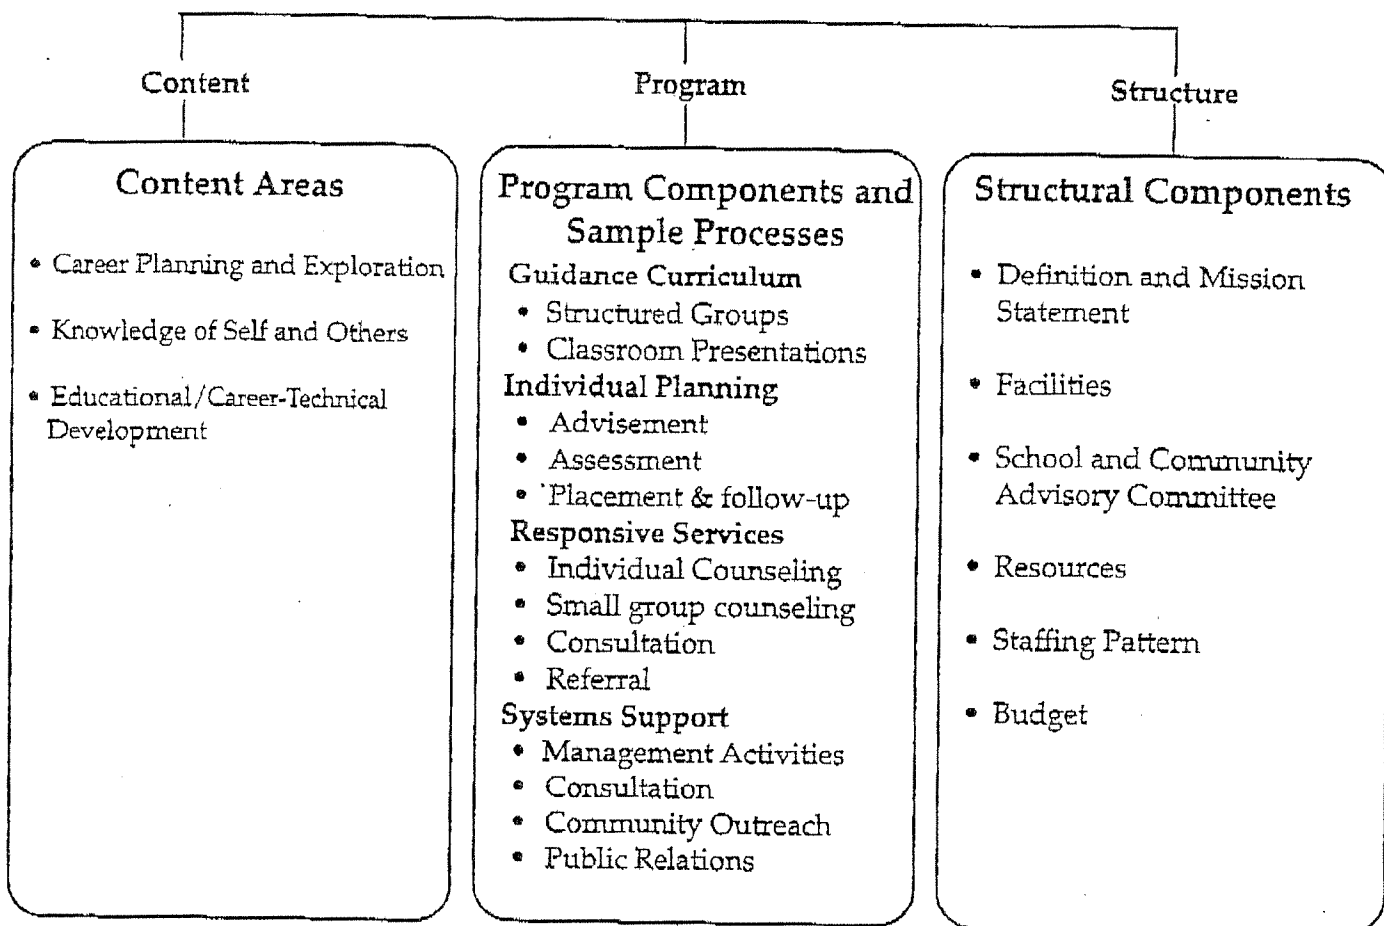 Content
Content Areas
• Career Planning and Exploration
• Knowledge of Self and Others
• Educational/Career-Technical
Development
Program
Program Components and
Sample Processes
Guidance Curriculum
• Structured Groups
• Classroom Presentations
Individual Planning
• Advisement
• Assessment
• Placement & follow-up
Responsive Services
• Individual Counseling
• Small group counseling
• Consultation
• Referral
Systems Support
• Management Activities
• Consultation
• Community Outreach
• Public Relations
Structure
Structural Components
• Definition and Mission
Statement
• Facilities
• School and Community
Advisory Committee
• Resources
• Staffing Pattern
• Budget